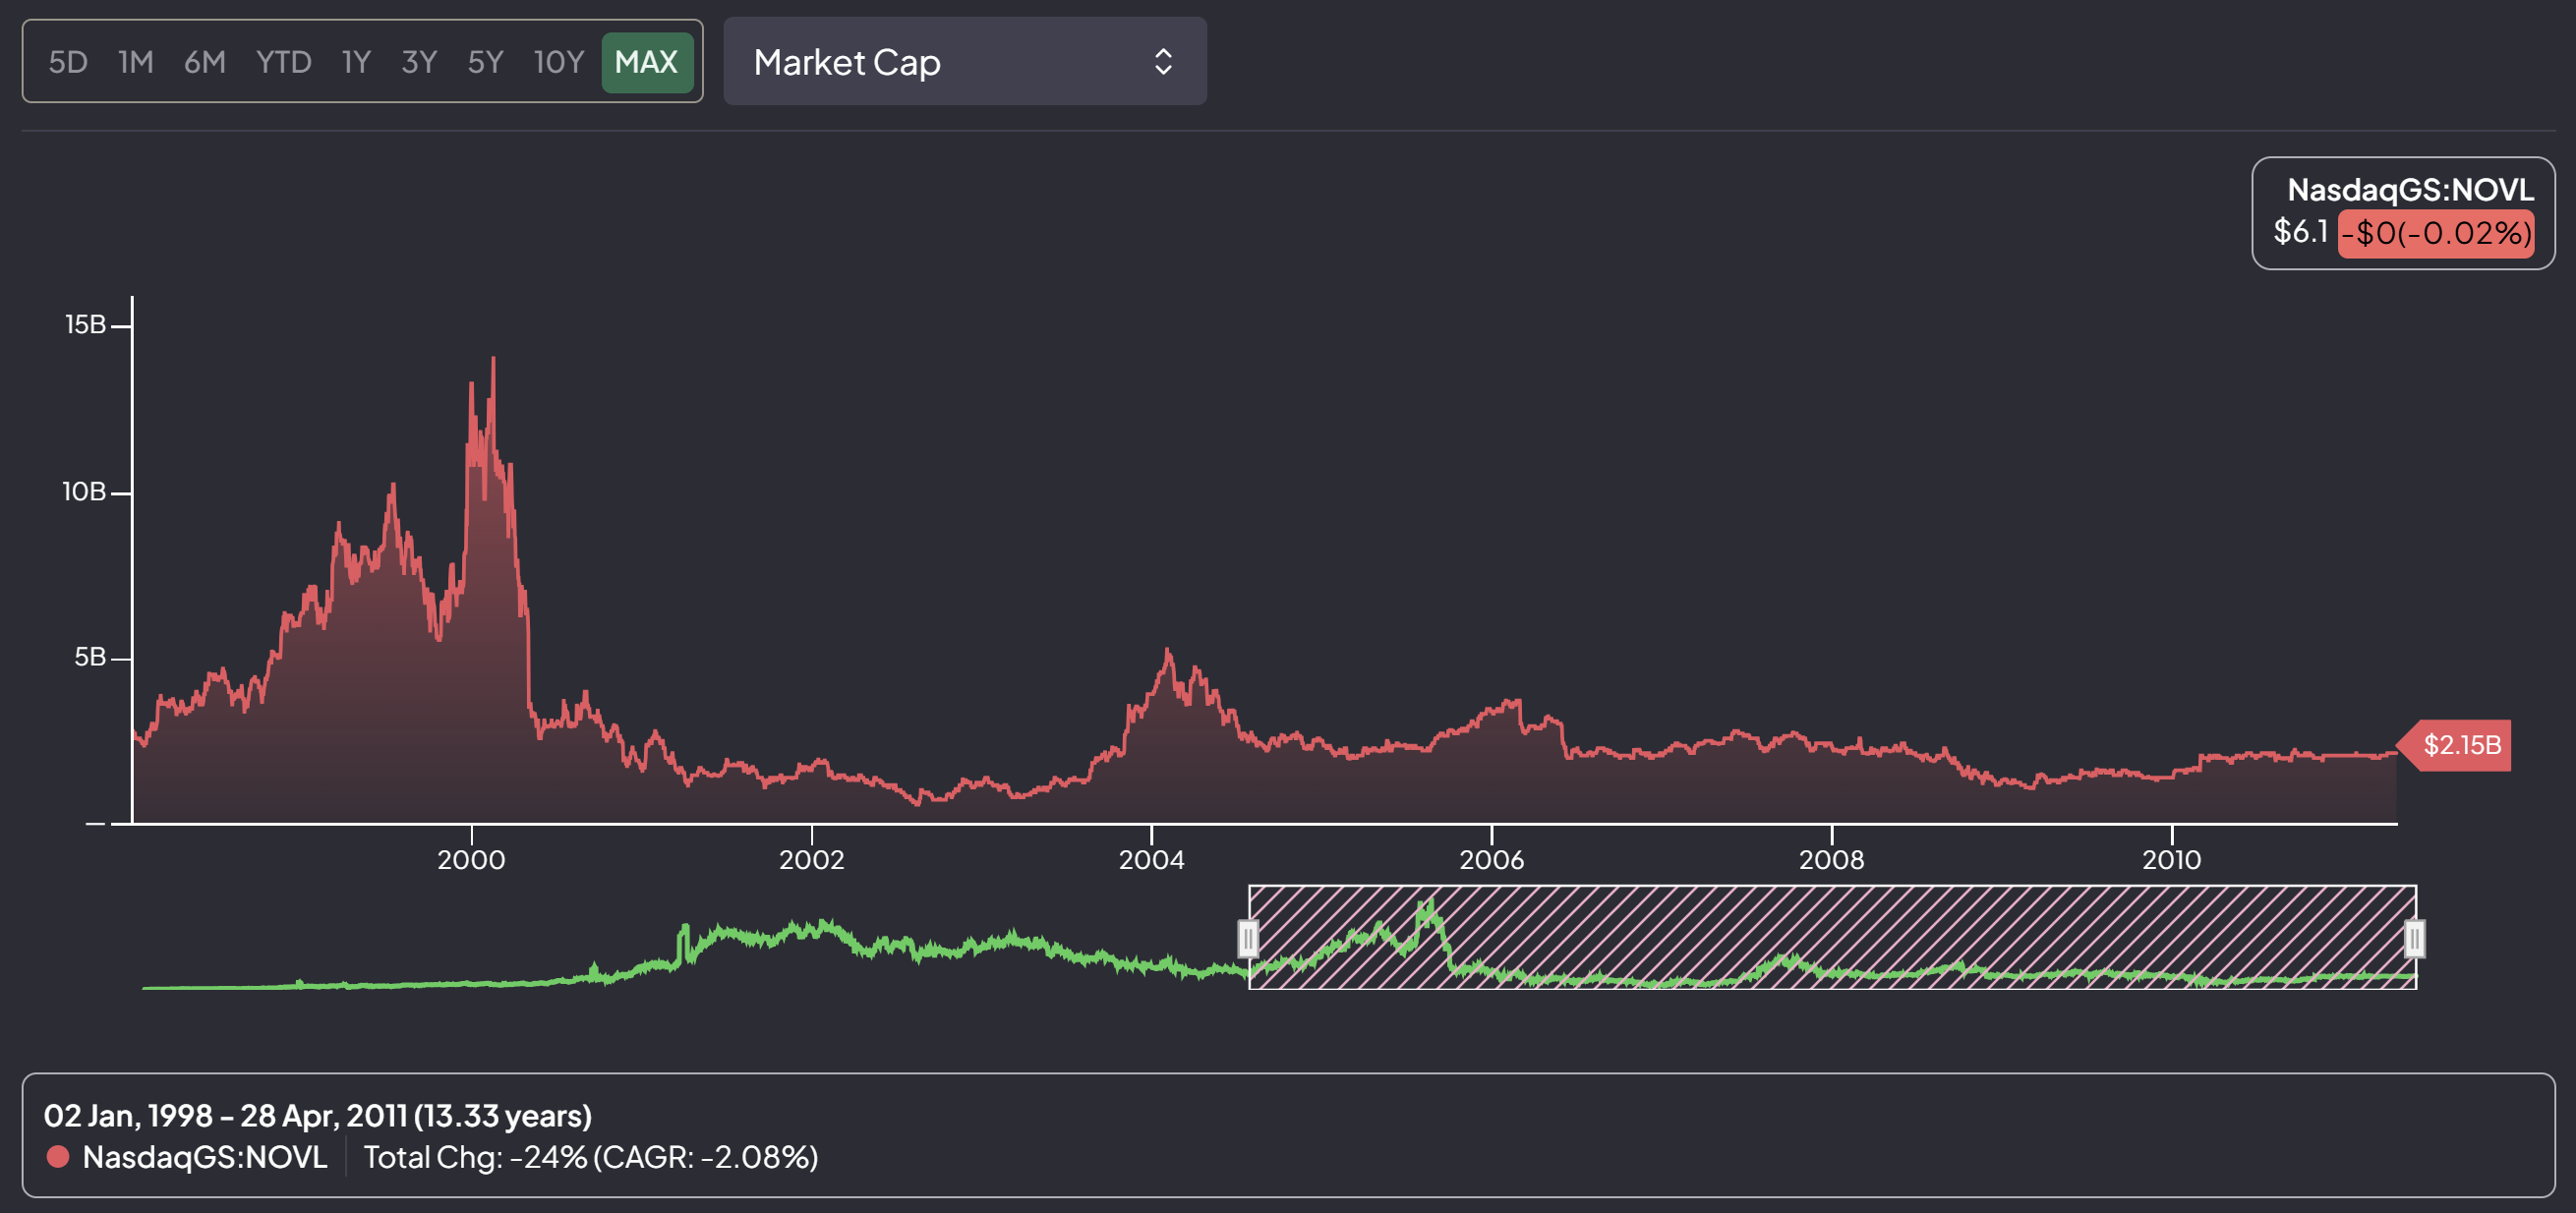 5D 1M 6M YTD 1Y 3Y 5Y 10Y MAX
Market Cap
NasdaqGS:NOVL
$6.1 -$0(-0.02%)
15B
10B
5B
—
$2.15B
2000 2002 2004 2006 2008 2010
02 Jan, 1998 - 28 Apr, 2011 (13.33 years)
NasdaqGS:NOVL Total Chg: -24% (CAGR: -2.08%)